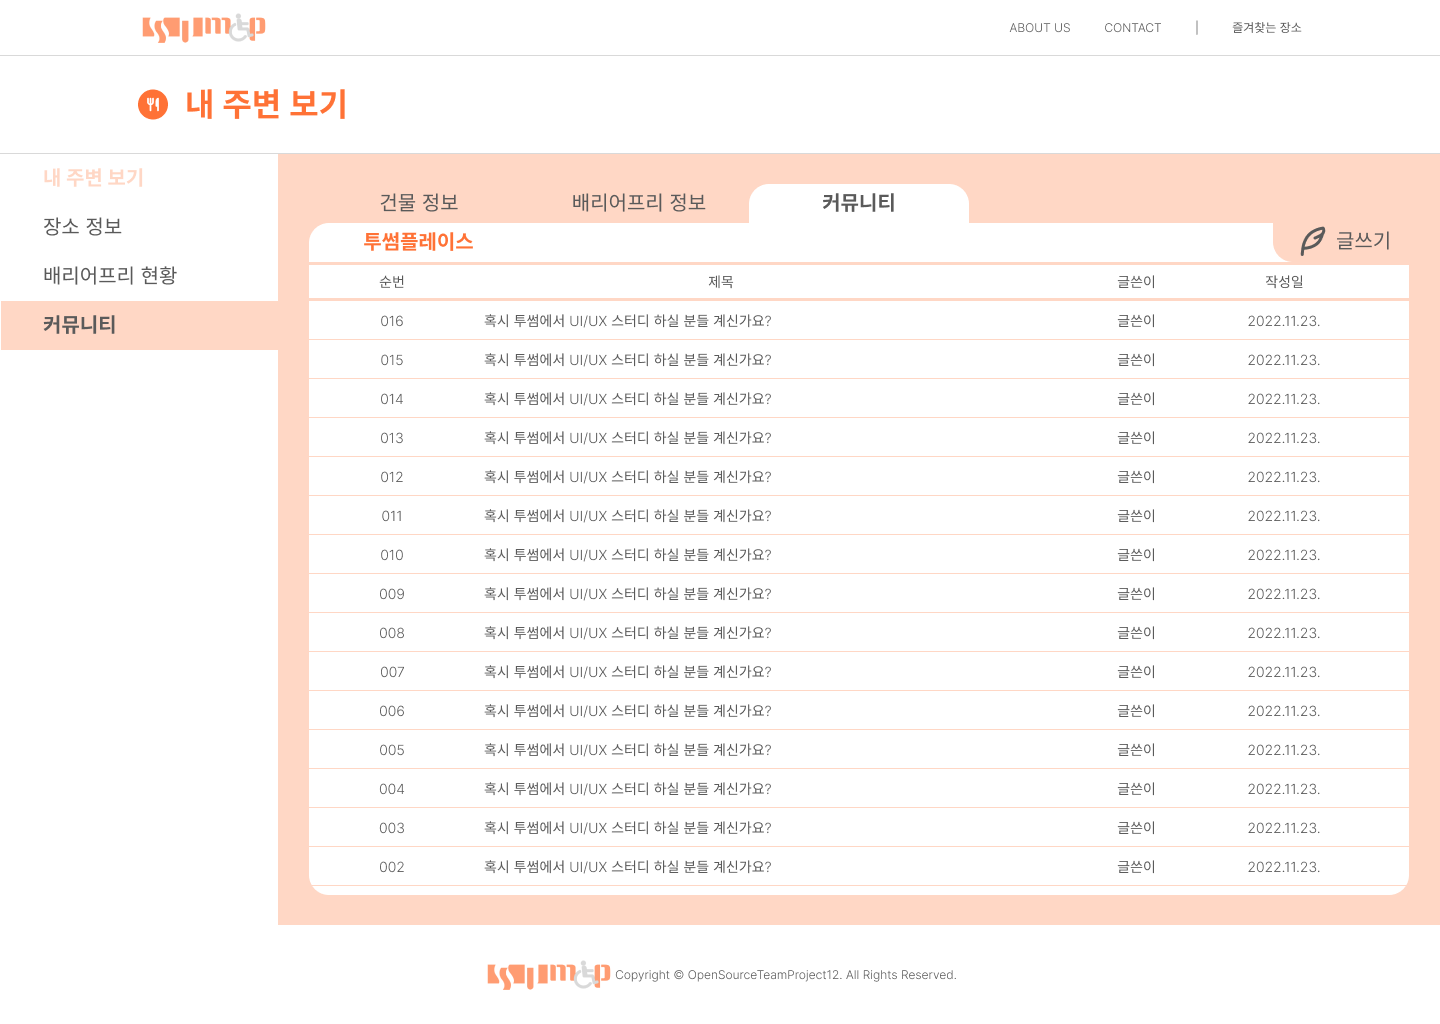 ABOUT US CONTACT | 즐겨찾는 장소
내 주변 보기
내 주변 보기
장소 정보
배리어프리 현황
커뮤니티
건물 정보 배리어프리 정보 커뮤니티
투썸플레이스 글쓰기
순번 제목 글쓴이 작성일
016 혹시 투썸에서 UI/UX 스터디 하실 분들 계신가요? 글쓴이 2022.11.23.
015 혹시 투썸에서 UI/UX 스터디 하실 분들 계신가요? 글쓴이 2022.11.23.
014 혹시 투썸에서 UI/UX 스터디 하실 분들 계신가요? 글쓴이 2022.11.23.
013 혹시 투썸에서 UI/UX 스터디 하실 분들 계신가요? 글쓴이 2022.11.23.
012 혹시 투썸에서 UI/UX 스터디 하실 분들 계신가요? 글쓴이 2022.11.23.
011 혹시 투썸에서 UI/UX 스터디 하실 분들 계신가요? 글쓴이 2022.11.23.
010 혹시 투썸에서 UI/UX 스터디 하실 분들 계신가요? 글쓴이 2022.11.23.
009 혹시 투썸에서 UI/UX 스터디 하실 분들 계신가요? 글쓴이 2022.11.23.
008 혹시 투썸에서 UI/UX 스터디 하실 분들 계신가요? 글쓴이 2022.11.23.
007 혹시 투썸에서 UI/UX 스터디 하실 분들 계신가요? 글쓴이 2022.11.23.
006 혹시 투썸에서 UI/UX 스터디 하실 분들 계신가요? 글쓴이 2022.11.23.
005 혹시 투썸에서 UI/UX 스터디 하실 분들 계신가요? 글쓴이 2022.11.23.
004 혹시 투썸에서 UI/UX 스터디 하실 분들 계신가요? 글쓴이 2022.11.23.
003 혹시 투썸에서 UI/UX 스터디 하실 분들 계신가요? 글쓴이 2022.11.23.
002 혹시 투썸에서 UI/UX 스터디 하실 분들 계신가요? 글쓴이 2022.11.23.
Copyright © OpenSourceTeamProject12. All Rights Reserved.